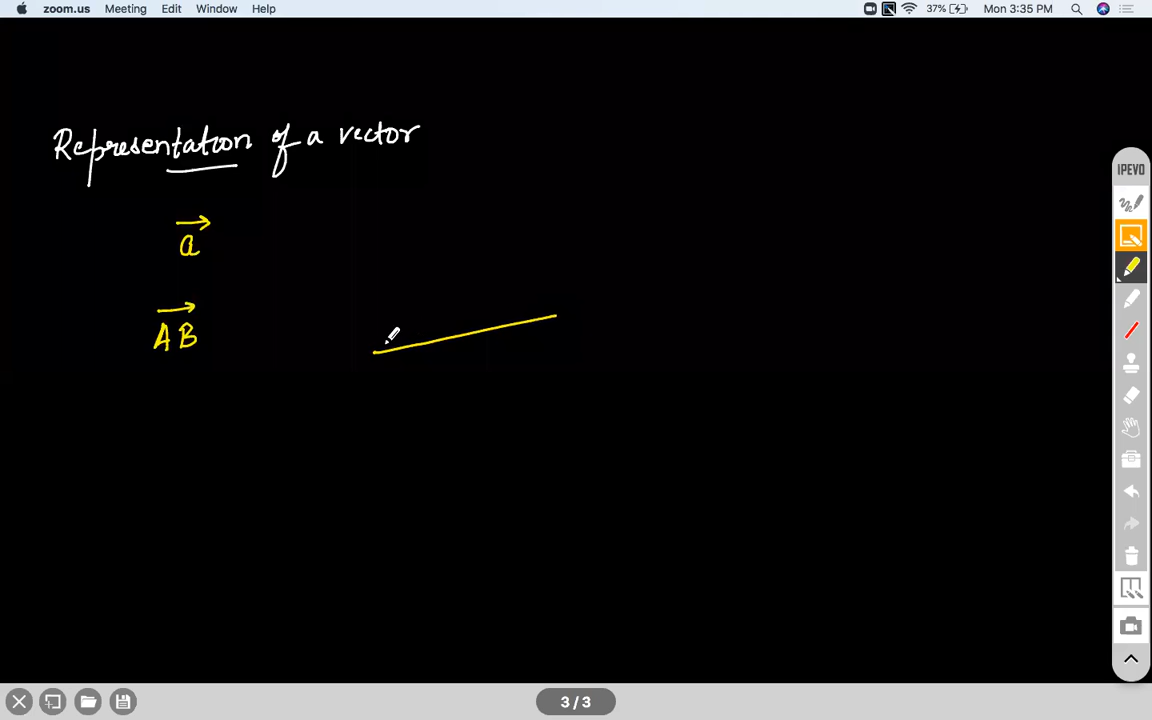 zoom.us Meeting Edit Window Help 37% Mon 3:35 PM
Representation of a vector
IPEVO
a
AB
3 / 3